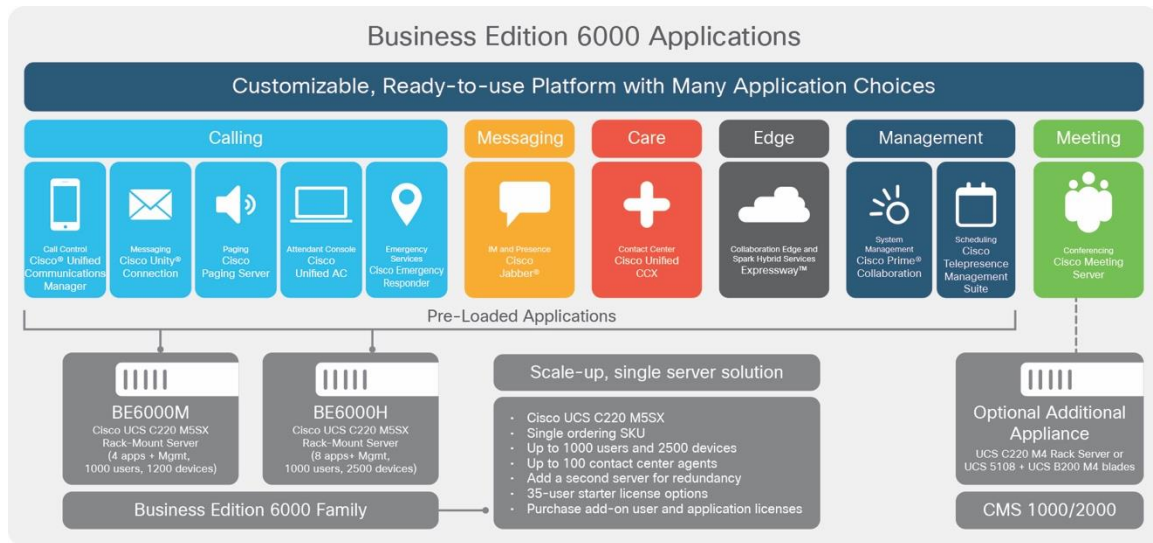 Business Edition 6000 Applications
Customizable, Ready-to-use Platform with Many Application Choices
Calling
Call Control
Cisco® Unified
Communications
Manager
Messaging
Cisco Unity®
Connection
Paging
Cisco
Paging Server
Attendant Console
Cisco
Unified AC
Emergency
Services
Cisco Emergency
Responder
Messaging
IM and Presence
Cisco
Jabber®
Care
Contact Center
Cisco Unified
CCX
Edge
Collaboration Edge and
Spark Hybrid Services
Expressway™
Management
System
Management
Cisco Prime®
Collaboration
Scheduling
Cisco
Telepresence
Management
Suite
Meeting
Conferencing
Cisco Meeting
Server
Pre-Loaded Applications
BE6000M
Cisco UCS C220 M5SX
Rack-Mount Server
(4 apps + Mgmt,
1000 users, 1200 devices)
BE6000H
Cisco UCS C220 M5SX
Rack-Mount Server
(8 apps+ Mgmt,
1000 users, 2500 devices)
Business Edition 6000 Family
Scale-up, single server solution
· Cisco UCS C220 M5SX
· Single ordering SKU
· Up to 1000 users and 2500 devices
· Up to 100 contact center agents
· Add a second server for redundancy
· 35-user starter license options
· Purchase add-on user and application licenses
Optional Additional
Appliance
UCS C220 M4 Rack Server or
UCS 5108 + UCS B200 M4 blades
CMS 1000/2000